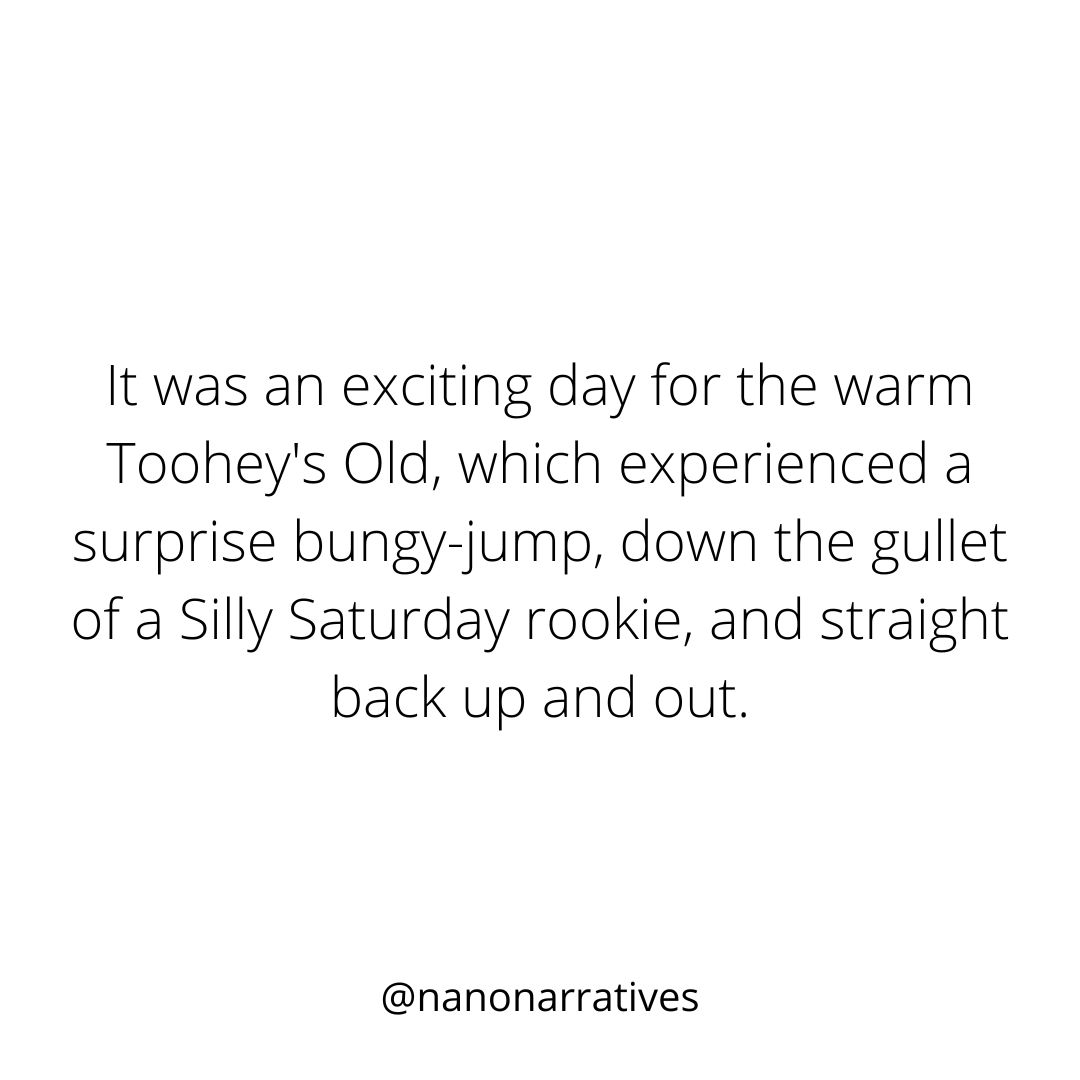 It was an exciting day for the warm
Toohey's Old, which experienced a
surprise bungy-jump, down the gullet
of a Silly Saturday rookie, and straight
back up and out.
@nanonarratives